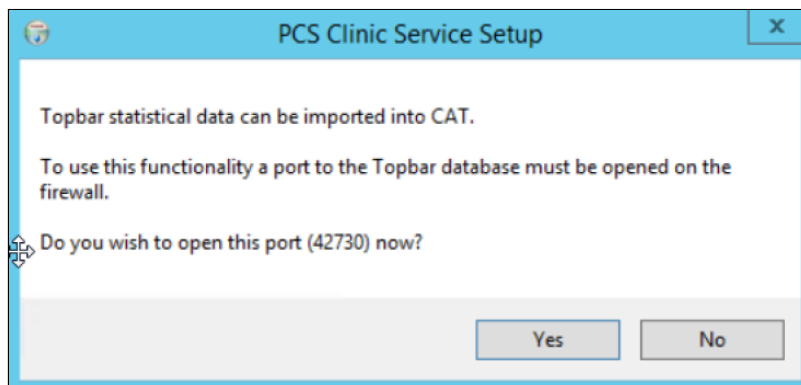 PCS Clinic Service Setup
x
Topbar statistical data can be imported into CAT.
To use this functionality a port to the Topbar database must be opened on the
firewall.
Do you wish to open this port (42730) now?
Yes
No